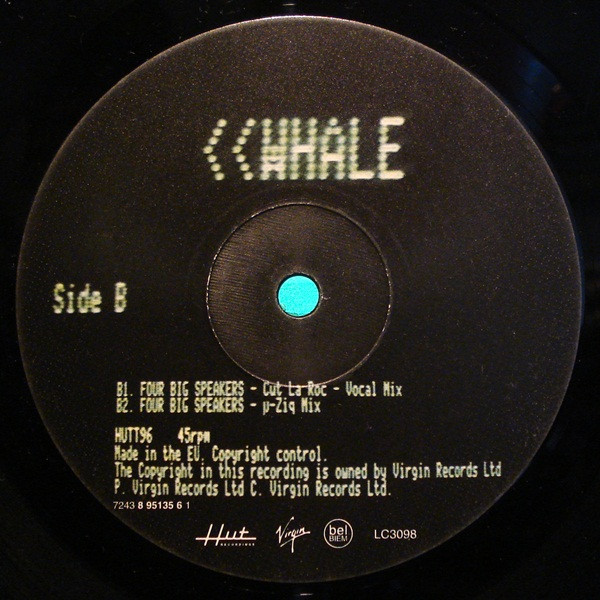 <<WHALE
Side B
B1. FOUR BIG SPEAKERS - Cut La Roc - Vocal Mix
B2. FOUR BIG SPEAKERS - µ-Ziq Mix
HUTT96 45rpm
Made in the EU. Copyright control.
The Copyright in this recording is owned by Virgin Records Ltd
P. Virgin Records Ltd C. Virgin Records Ltd.
7243 8 95135 6 1
Hut RECORDINGS Virgin bel BIEM LC3098